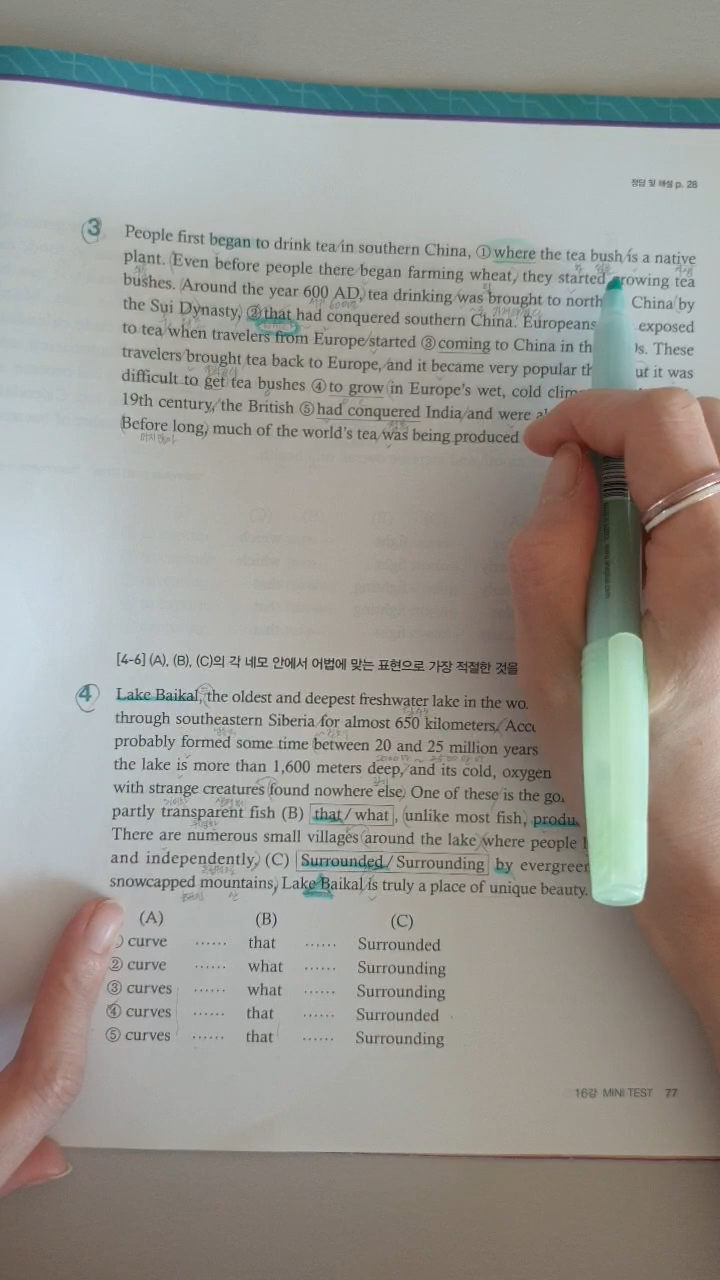 정답 및 해설 p. 28
3 People first began to drink tea in southern China, ① where the tea bush is a native
plant. Even before people there began farming wheat, they started growing tea
bushes. Around the year 600 AD, tea drinking was brought to north China by
the Sui Dynasty, ② that had conquered southern China. Europeans exposed
to tea when travelers from Europe started ③ coming to China in th These
travelers brought tea back to Europe, and it became very popular th ut it was
difficult to get tea bushes ④ to grow in Europe's wet, cold clim
19th century, the British ⑤ had conquered India and were
Before long, much of the world's tea was being produced
[4-6] (A), (B), (C)의 각 네모 안에서 어법에 맞는 표현으로 가장 적절한 것을
4 Lake Baikal, the oldest and deepest freshwater lake in the wo
through southeastern Siberia for almost 650 kilometers. Acc
probably formed some time between 20 and 25 million years
the lake is more than 1,600 meters deep, and its cold, oxygen
with strange creatures found nowhere else. One of these is the go
partly transparent fish (B) that / what, unlike most fish, produ
There are numerous small villages around the lake where people
and independently. (C) Surrounded / Surrounding by evergreen
snowcapped mountains, Lake Baikal is truly a place of unique beauty.
(A) (B) (C)
① curve ...... that ...... Surrounded
② curve ...... what ...... Surrounding
③ curves ...... what ...... Surrounding
④ curves ...... that ...... Surrounded
⑤ curves ...... that ...... Surrounding
16강 MINI TEST 77